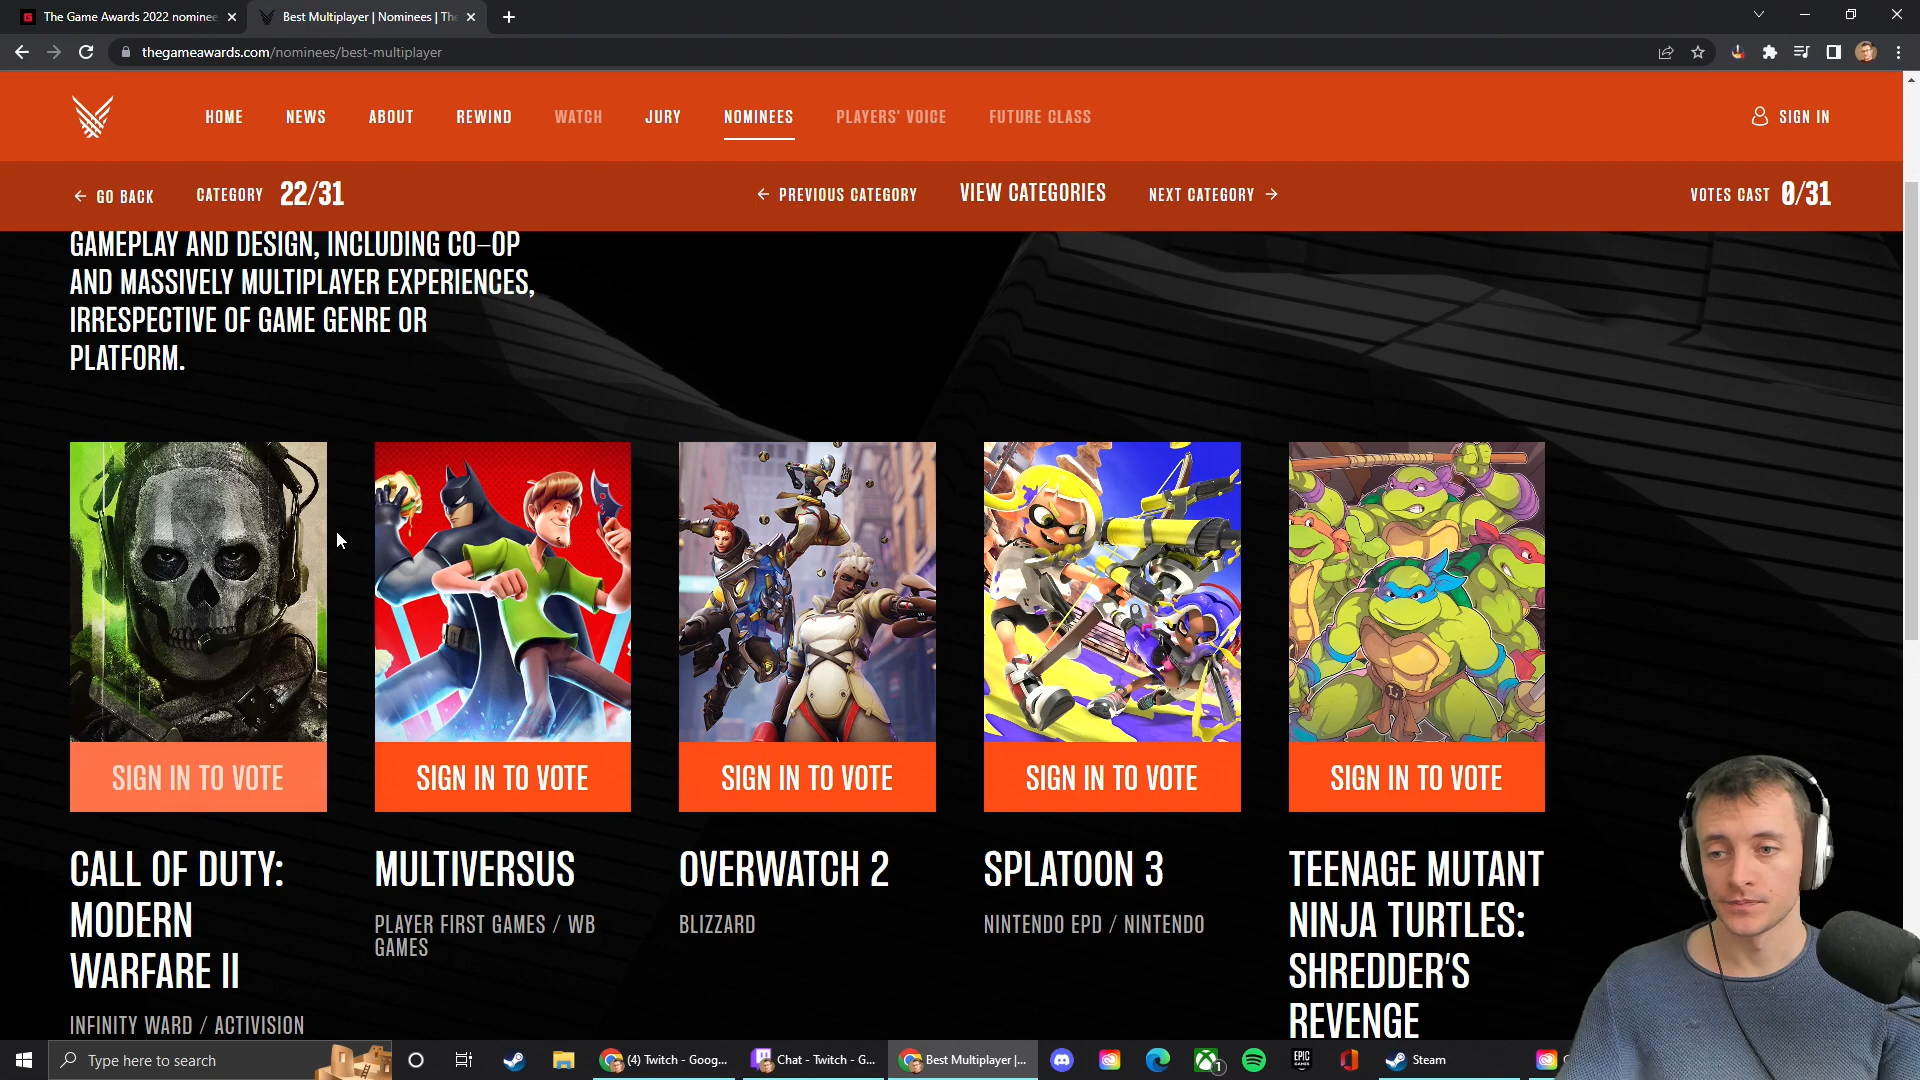 The Game Awards 2022 nominee
Best Multiplayer | Nominees | The
thegameawards.com/nominees/best-multiplayer
HOME NEWS ABOUT REWIND WATCH JURY NOMINEES PLAYERS' VOICE FUTURE CLASS SIGN IN
GO BACK CATEGORY 22/31 PREVIOUS CATEGORY VIEW CATEGORIES NEXT CATEGORY VOTES CAST 0/31
GAMEPLAY AND DESIGN, INCLUDING CO–OP
AND MASSIVELY MULTIPLAYER EXPERIENCES,
IRRESPECTIVE OF GAME GENRE OR
PLATFORM.
SIGN IN TO VOTE
SIGN IN TO VOTE
SIGN IN TO VOTE
SIGN IN TO VOTE
SIGN IN TO VOTE
CALL OF DUTY:
MODERN
WARFARE II
INFINITY WARD / ACTIVISION
MULTIVERSUS
PLAYER FIRST GAMES / WB
GAMES
OVERWATCH 2
BLIZZARD
SPLATOON 3
NINTENDO EPD / NINTENDO
TEENAGE MUTANT
NINJA TURTLES:
SHREDDER'S
REVENGE
Type here to search
(4) Twitch - Goog...
Chat - Twitch - G...
Best Multiplayer |...
1
EPIC
GAMES
Steam